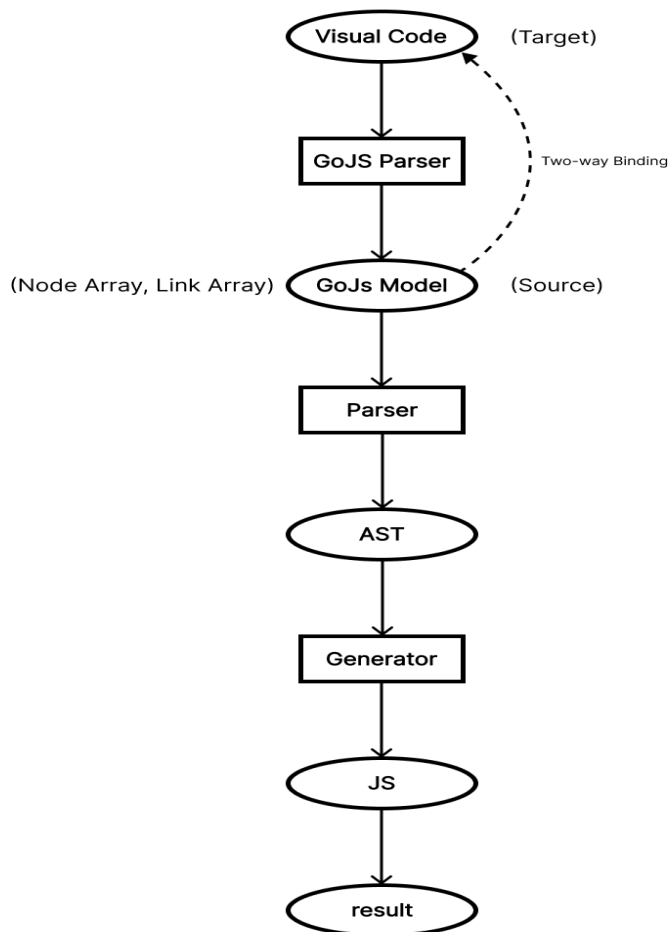 Visual Code (Target)
GoJS Parser
Two-way Binding
(Node Array, Link Array) GoJs Model (Source)
Parser
AST
Generator
JS
result